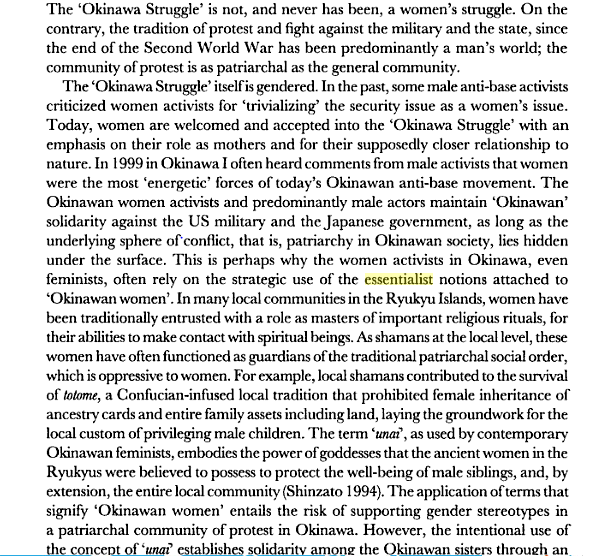 The ‘Okinawa Struggle’ is not, and never has been, a women’s struggle. On the
contrary, the tradition of protest and fight against the military and the state, since
the end of the Second World War has been predominantly a man’s world; the
community of protest is as patriarchal as the general community.
The ‘Okinawa Struggle’ itself is gendered. In the past, some male anti-base activists
criticized women activists for ‘trivializing’ the security issue as a women’s issue.
Today, women are welcomed and accepted into the ‘Okinawa Struggle’ with an
emphasis on their role as mothers and for their supposedly closer relationship to
nature. In 1999 in Okinawa I often heard comments from male activists that women
were the most ‘energetic’ forces of today’s Okinawan anti-base movement. The
Okinawan women activists and predominantly male actors maintain ‘Okinawan’
solidarity against the US military and the Japanese government, as long as the
underlying sphere of conflict, that is, patriarchy in Okinawan society, lies hidden
under the surface. This is perhaps why the women activists in Okinawa, even
feminists, often rely on the strategic use of the essentialist notions attached to
‘Okinawan women’. In many local communities in the Ryukyu Islands, women have
been traditionally entrusted with a role as masters of important religious rituals, for
their abilities to make contact with spiritual beings. As shamans at the local level, these
women have often functioned as guardians of the traditional patriarchal social order,
which is oppressive to women. For example, local shamans contributed to the survival
of totome, a Confucian-infused local tradition that prohibited female inheritance of
ancestry cards and entire family assets including land, laying the groundwork for the
local custom of privileging male children. The term ‘unai’, as used by contemporary
Okinawan feminists, embodies the power of goddesses that the ancient women in the
Ryukyus were believed to possess to protect the well-being of male siblings, and, by
extension, the entire local community (Shinzato 1994). The application of terms that
signify ‘Okinawan women’ entails the risk of supporting gender stereotypes in
a patriarchal community of protest in Okinawa. However, the intentional use of
the concept of ‘unai’ establishes solidarity among the Okinawan sisters through an